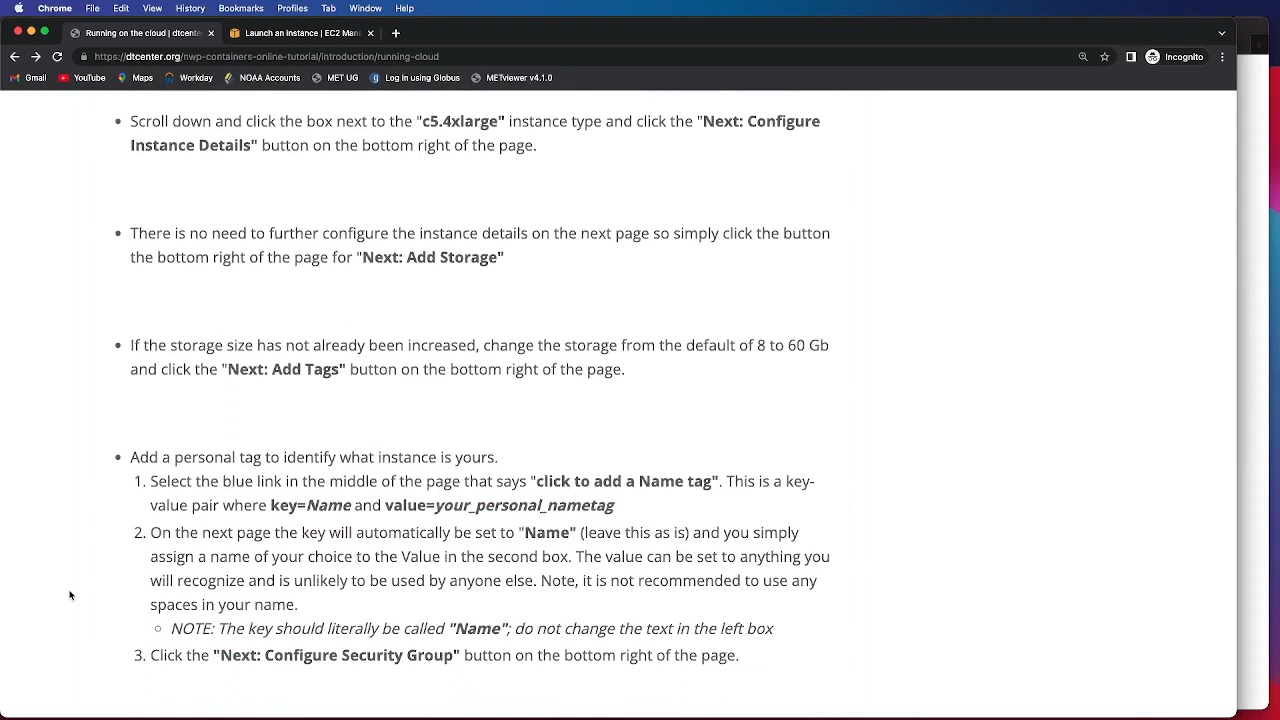 Chrome File Edit View History Bookmarks Profiles Tab Window Help
Running on the cloud | dtcente × Launch an instance | EC2 Man × +
https://dtcenter.org/nwp-containers-online-tutorial/introduction/running-cloud Incognito
Gmail YouTube Maps Workday NOAA Accounts MET UG Log in using Globus METviewer v4.1.0
• Scroll down and click the box next to the "c5.4xlarge" instance type and click the "Next: Configure
Instance Details" button on the bottom right of the page.
• There is no need to further configure the instance details on the next page so simply click the button
the bottom right of the page for "Next: Add Storage"
• If the storage size has not already been increased, change the storage from the default of 8 to 60 Gb
and click the "Next: Add Tags" button on the bottom right of the page.
• Add a personal tag to identify what instance is yours.
1. Select the blue link in the middle of the page that says "click to add a Name tag". This is a key-
value pair where key=Name and value=your_personal_nametag
2. On the next page the key will automatically be set to "Name" (leave this as is) and you simply
assign a name of your choice to the Value in the second box. The value can be set to anything you
will recognize and is unlikely to be used by anyone else. Note, it is not recommended to use any
spaces in your name.
◦ NOTE: The key should literally be called "Name"; do not change the text in the left box
3. Click the "Next: Configure Security Group" button on the bottom right of the page.